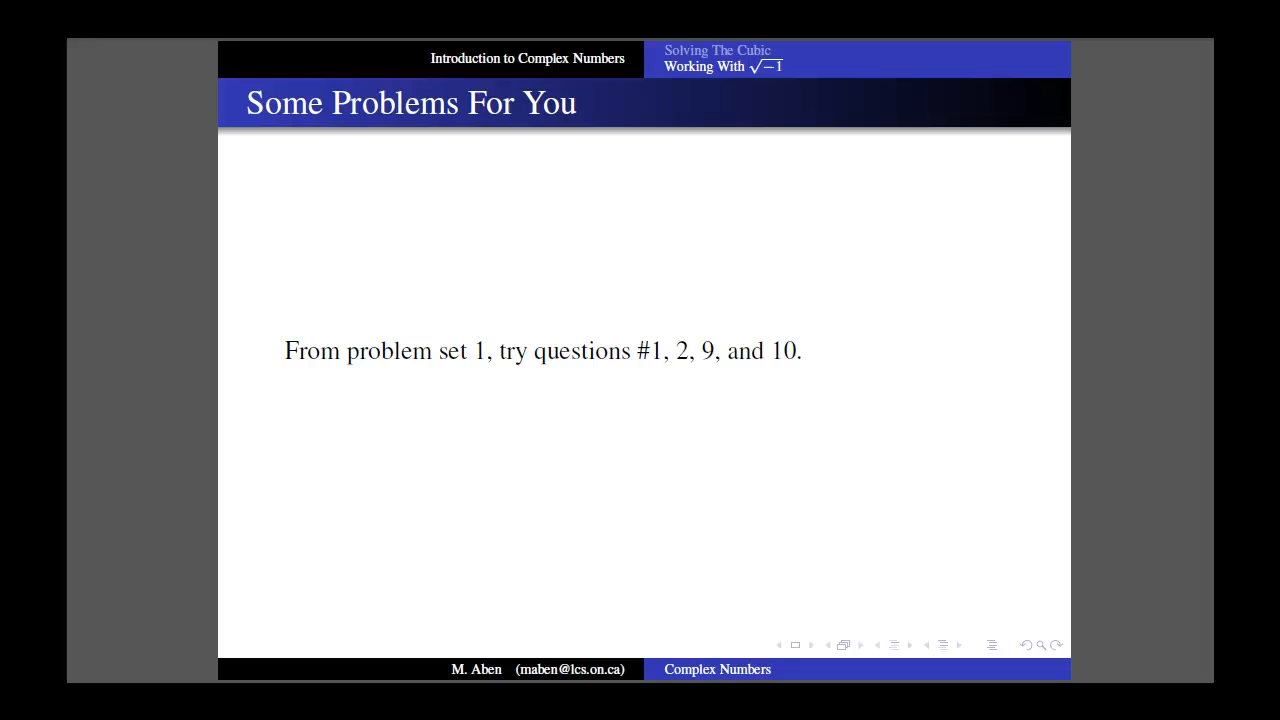 Introduction to Complex Numbers
Solving The Cubic
Working With √−1
Some Problems For You
From problem set 1, try questions #1, 2, 9, and 10.
M. Aben (maben@lcs.on.ca)
Complex Numbers